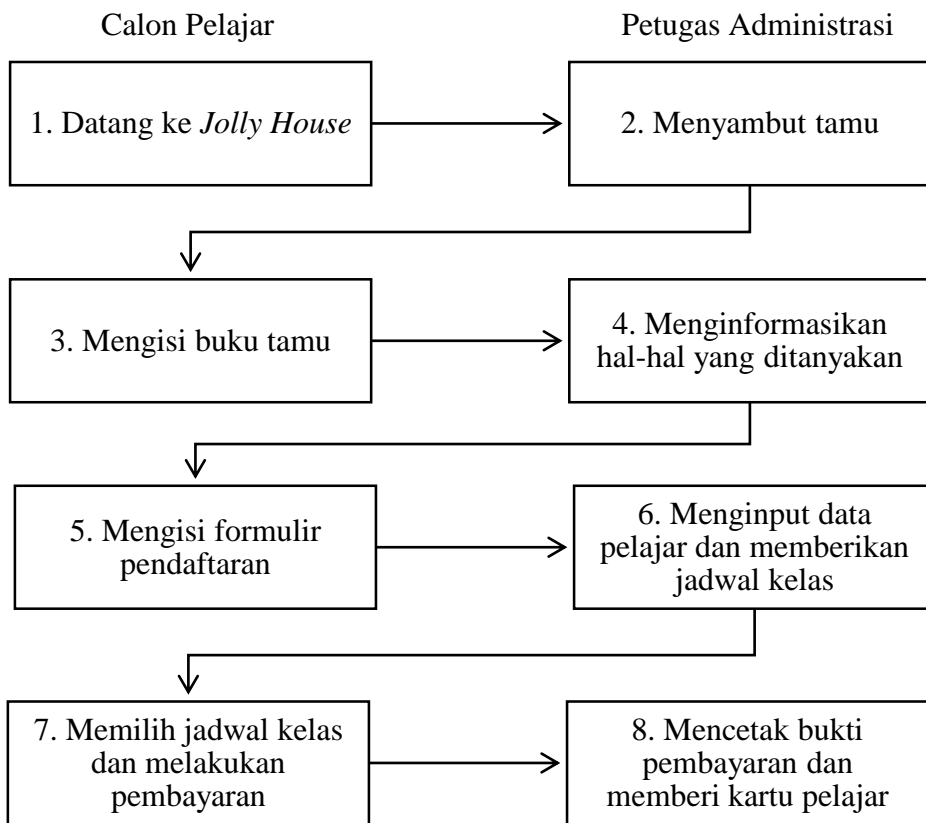 Calon Pelajar
Petugas Administrasi
1. Datang ke Jolly House
2. Menyambut tamu
3. Mengisi buku tamu
4. Menginformasikan
hal-hal yang ditanyakan
5. Mengisi formulir
pendaftaran
6. Menginput data
pelajar dan memberikan
jadwal kelas
7. Memilih jadwal kelas
dan melakukan
pembayaran
8. Mencetak bukti
pembayaran dan
memberi kartu pelajar